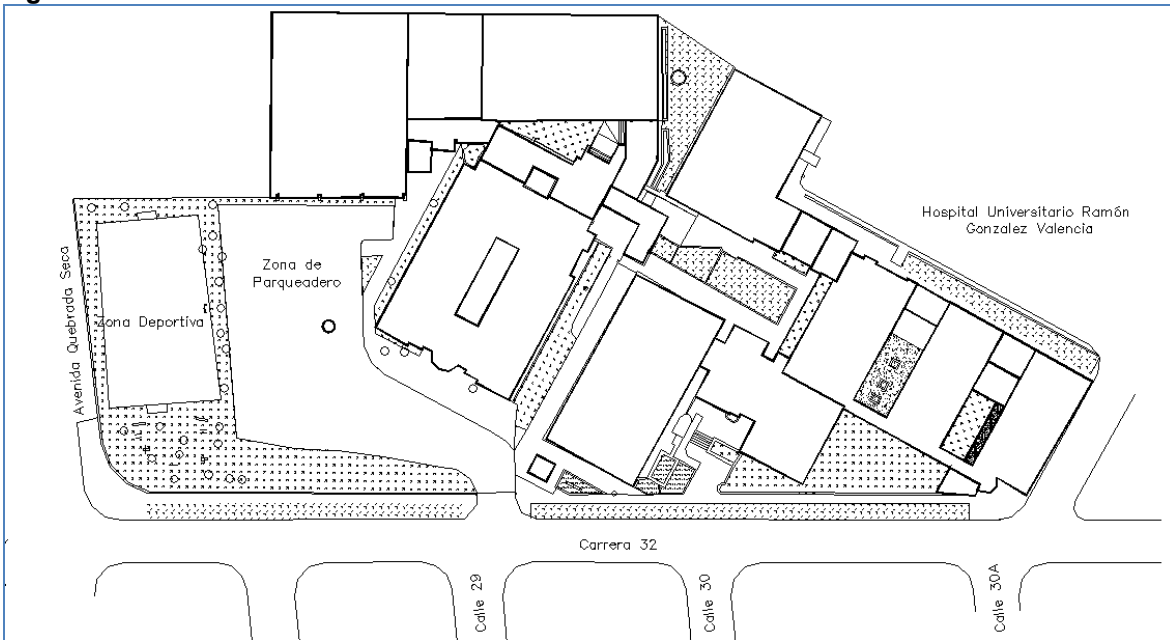 Hospital Universitario Ramón
Gonzalez Valencia
Zona de
Parqueadero
Zona Deportiva
Avenida Quebrada Seca
Carrera 32
Calle 29
Calle 30
Calle 30A